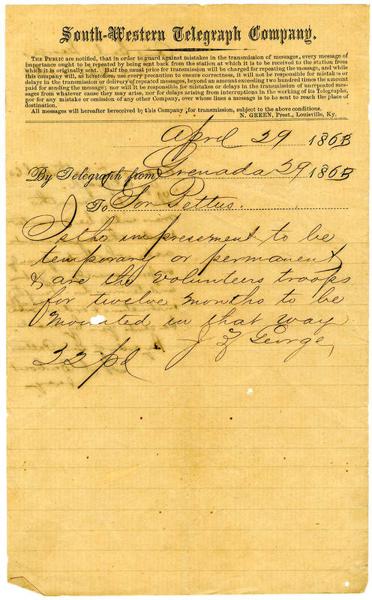 South-Western Telegraph Company.
THE PUBLIC are notified, that in order to guard against mistakes in the transmission of messages, every message of
importance ought to be repeated by being sent back from the station at which it is to be received to the station from
which it is originally sent. Half the usual price for transmission will be charged for repeating the message, and while
this company will, as heretofore, use every precaution to ensure correctness, it will not be responsible for mistakes or
delays in the transmission or delivery of repeated messages, beyond an amount exceeding two hundred times the amount
paid for sending the message; nor will it be responsible for mistakes or delays in the transmission of unrepeated messages
from whatever cause they may arise, nor for delays arising from interruptions in the working of its Telegraphs,
nor for any mistake or omission of any other Company, over whose lines a message is to be sent to reach the place of
destination.
All messages will hereafter be received by this Company for transmission, subject to the above conditions.
N. GREEN, Prest., Louisville, Ky.
April 29 1863
By Telegraph from Grenada 29 1863
To Gov Pettus.
Is the impressment to be
temporary or permanent
& are the volunteers troops
for twelve months to be
mounted in that way
22 pd J Z George